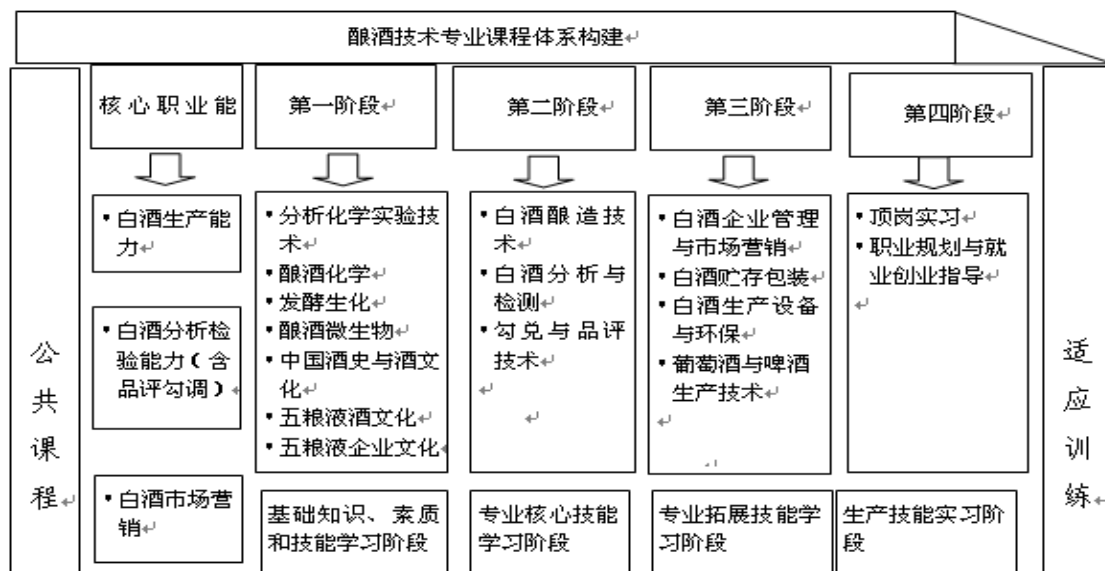 酿酒技术专业课程体系构建
公
共
课
程
核心职业能
• 白酒生产能
力
• 白酒分析检
验能力（含
品评勾调）
• 白酒市场营
销
第一阶段
• 分析化学实验技
术
• 酿酒化学
• 发酵生化
• 酿酒微生物
• 中国酒史与酒文
化
• 五粮液酒文化
• 五粮液企业文化
基础知识、素质
和技能学习阶段
第二阶段
• 白酒酿造技
术
• 白酒分析与
检测
• 勾兑与品评
技术
专业核心技能
学习阶段
第三阶段
• 白酒企业管理
与市场营销
• 白酒贮存包装
• 白酒生产设备
与环保
• 葡萄酒与啤酒
生产技术
专业拓展技能学
习阶段
第四阶段
• 顶岗实习
• 职业规划与就
业创业指导
生产技能实习阶
段
适
应
训
练